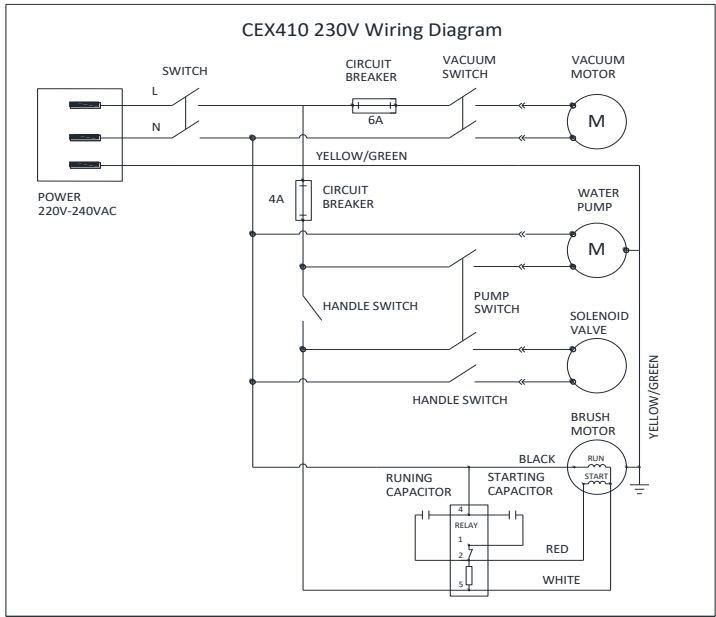 CEX410 230V Wiring Diagram
SWITCH
CIRCUIT
BREAKER
VACUUM
SWITCH
VACUUM
MOTOR
L
N
6A
M
YELLOW/GREEN
POWER
220V-240VAC
4A
CIRCUIT
BREAKER
WATER
PUMP
M
HANDLE SWITCH
PUMP
SWITCH
SOLENOID
VALVE
HANDLE SWITCH
YELLOW/GREEN
BRUSH
MOTOR
BLACK
RUN
START
RUNING
CAPACITOR
STARTING
CAPACITOR
4
RELAY
1
2
RED
5
WHITE